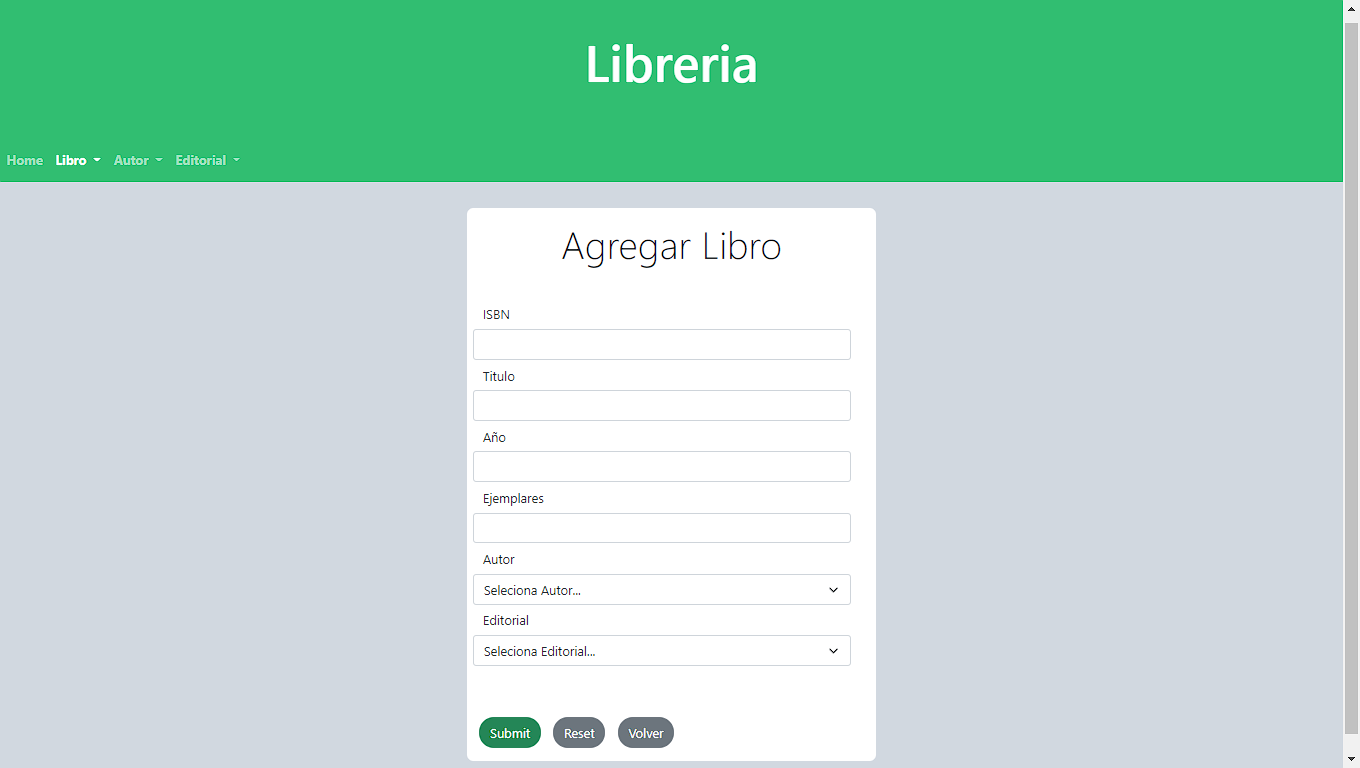 Libreria
Home Libro Autor Editorial
Agregar Libro
ISBN
Titulo
Año
Ejemplares
Autor
Seleciona Autor...
Editorial
Seleciona Editorial...
Submit Reset Volver